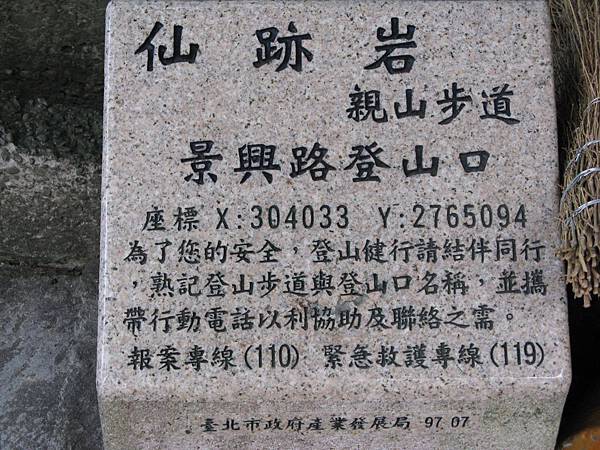 仙跡岩
親山步道
景興路登山口
座標 X:304033 Y:2765094
為了您的安全，登山健行請結伴同行
，熟記登山步道與登山口名稱，並攜
帶行動電話以利協助及聯絡之需。
報案專線(110) 緊急救護專線(119)
臺北市政府產業發展局 97.07